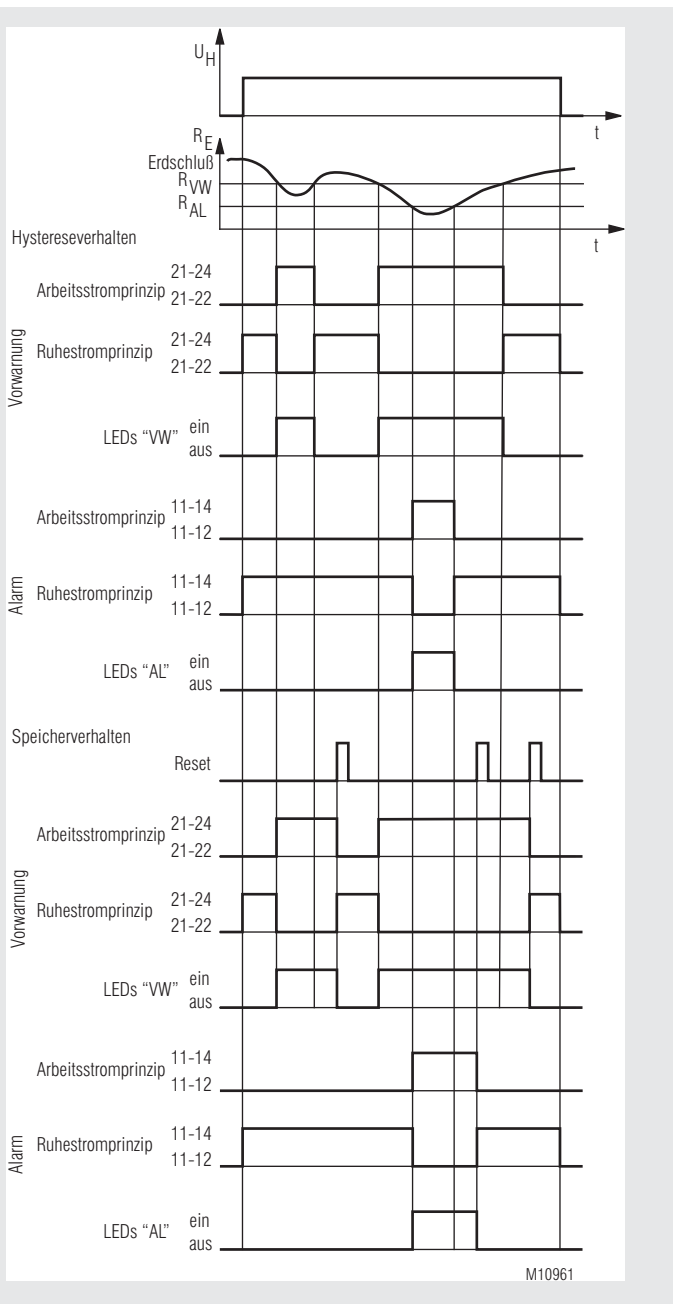 UH
t
RE
Erdschluß
RVW
RAL
t
Hystereseverhalten
Vorwarnung
Arbeitsstromprinzip 21-24
21-22
Ruhestromprinzip 21-24
21-22
LEDs “VW” ein
aus
Alarm
Arbeitsstromprinzip 11-14
11-12
Ruhestromprinzip 11-14
11-12
LEDs “AL” ein
aus
Speicherverhalten
Reset
Vorwarnung
Arbeitsstromprinzip 21-24
21-22
Ruhestromprinzip 21-24
21-22
LEDs “VW” ein
aus
Alarm
Arbeitsstromprinzip 11-14
11-12
Ruhestromprinzip 11-14
11-12
LEDs “AL” ein
aus
M10961